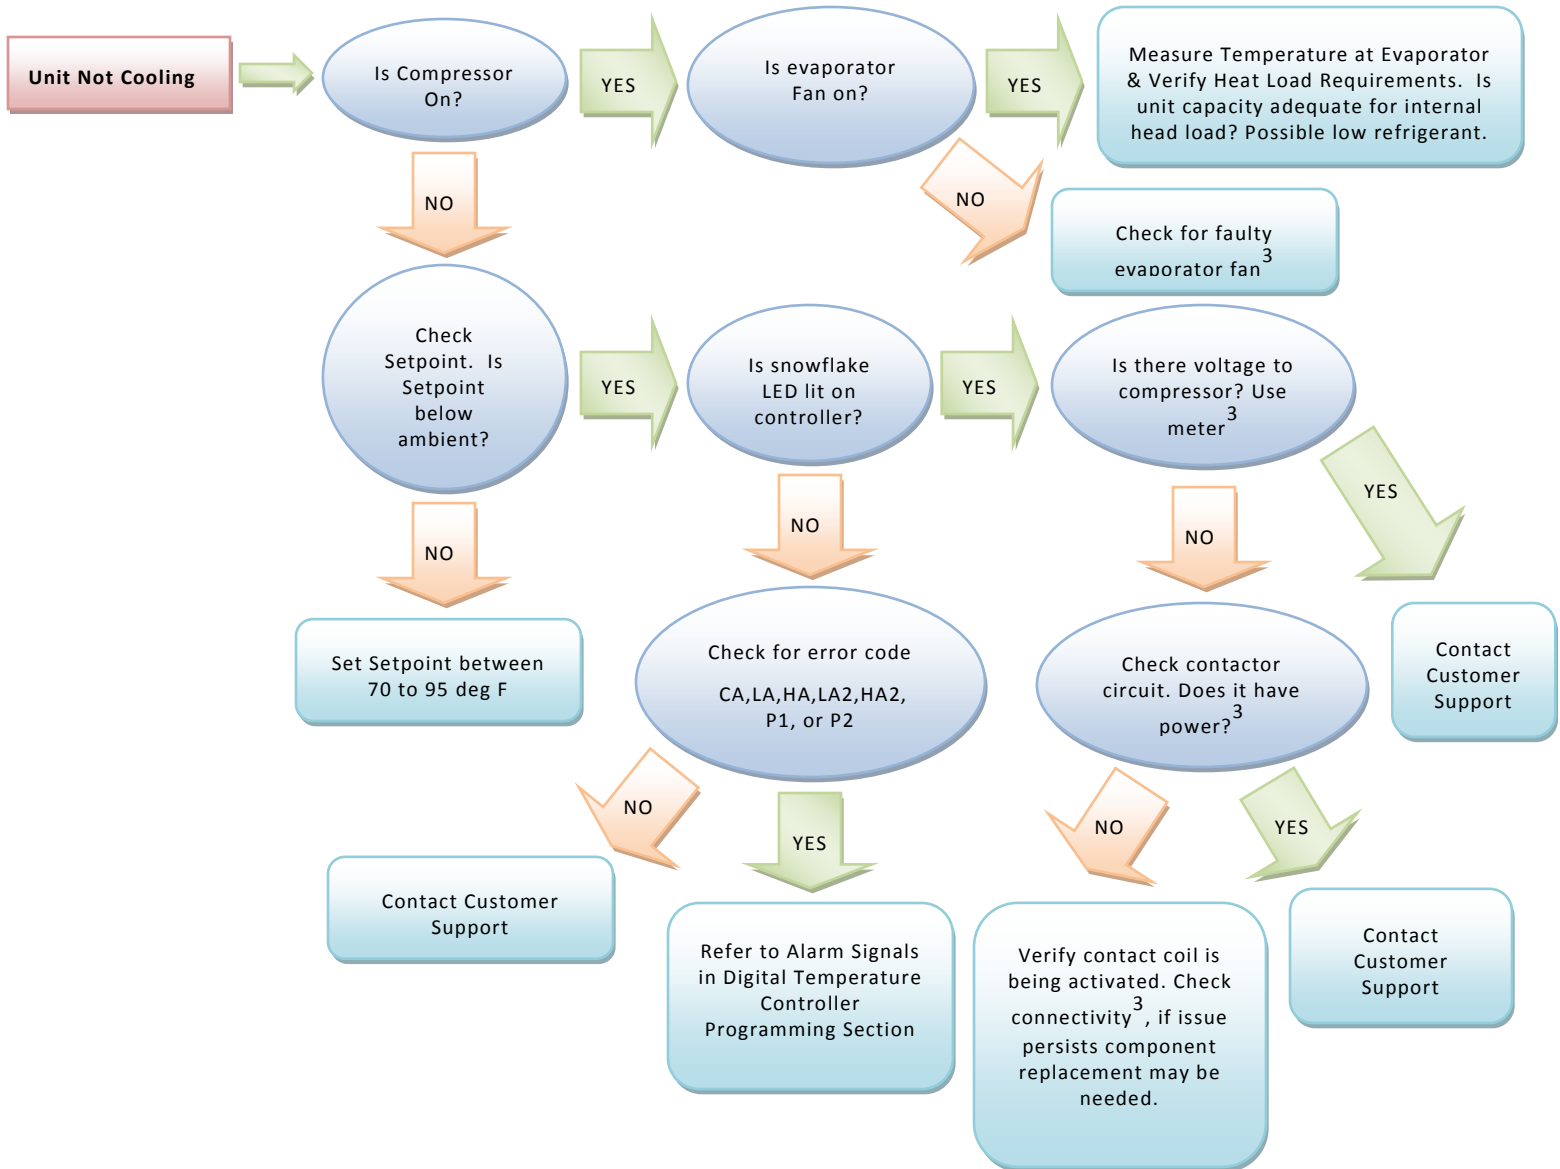 Unit Not Cooling
Is Compressor
On?
YES
Is evaporator
Fan on?
YES
Measure Temperature at Evaporator
& Verify Heat Load Requirements. Is
unit capacity adequate for internal
head load? Possible low refrigerant.
NO
NO
Check for faulty
evaporator fan3
Check
Setpoint. Is
Setpoint
below
ambient?
YES
Is snowflake
LED lit on
controller?
YES
Is there voltage to
compressor? Use
meter3
YES
NO
NO
NO
Set Setpoint between
70 to 95 deg F
Check for error code
CA,LA,HA,LA2,HA2,
P1, or P2
Check contactor
circuit. Does it have
power?3
Contact
Customer
Support
NO
YES
NO
YES
Contact Customer
Support
Refer to Alarm Signals
in Digital Temperature
Controller
Programming Section
Verify contact coil is
being activated. Check
connectivity3, if issue
persists component
replacement may be
needed.
Contact
Customer
Support